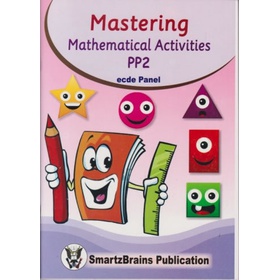 Mastering
Mathematical Activities
PP2
ecde Panel
SmartzBrains Publication